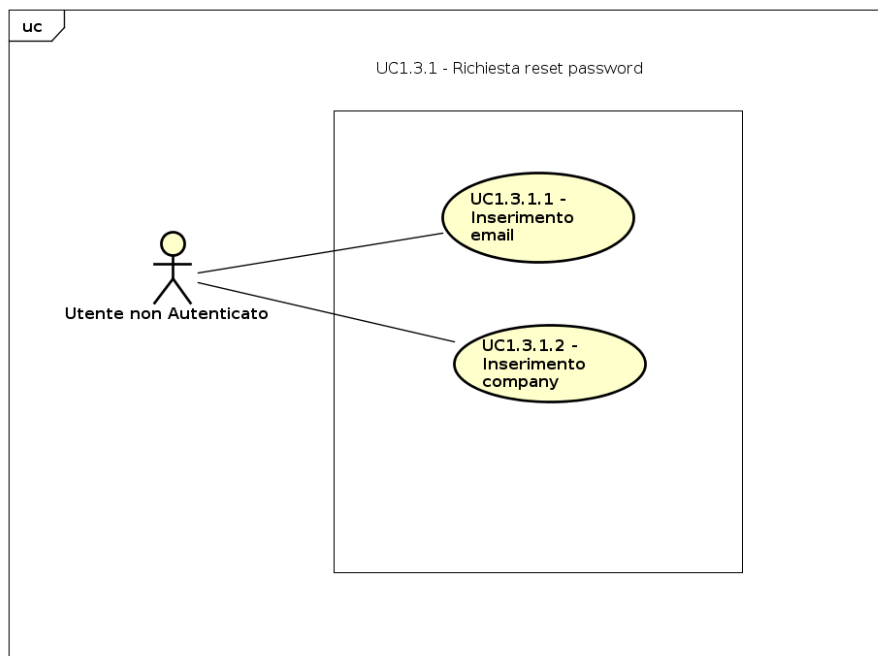 uc
UC1.3.1 - Richiesta reset password
UC1.3.1.1 -
Inserimento
email
Utente non Autenticato
UC1.3.1.2 -
Inserimento
company